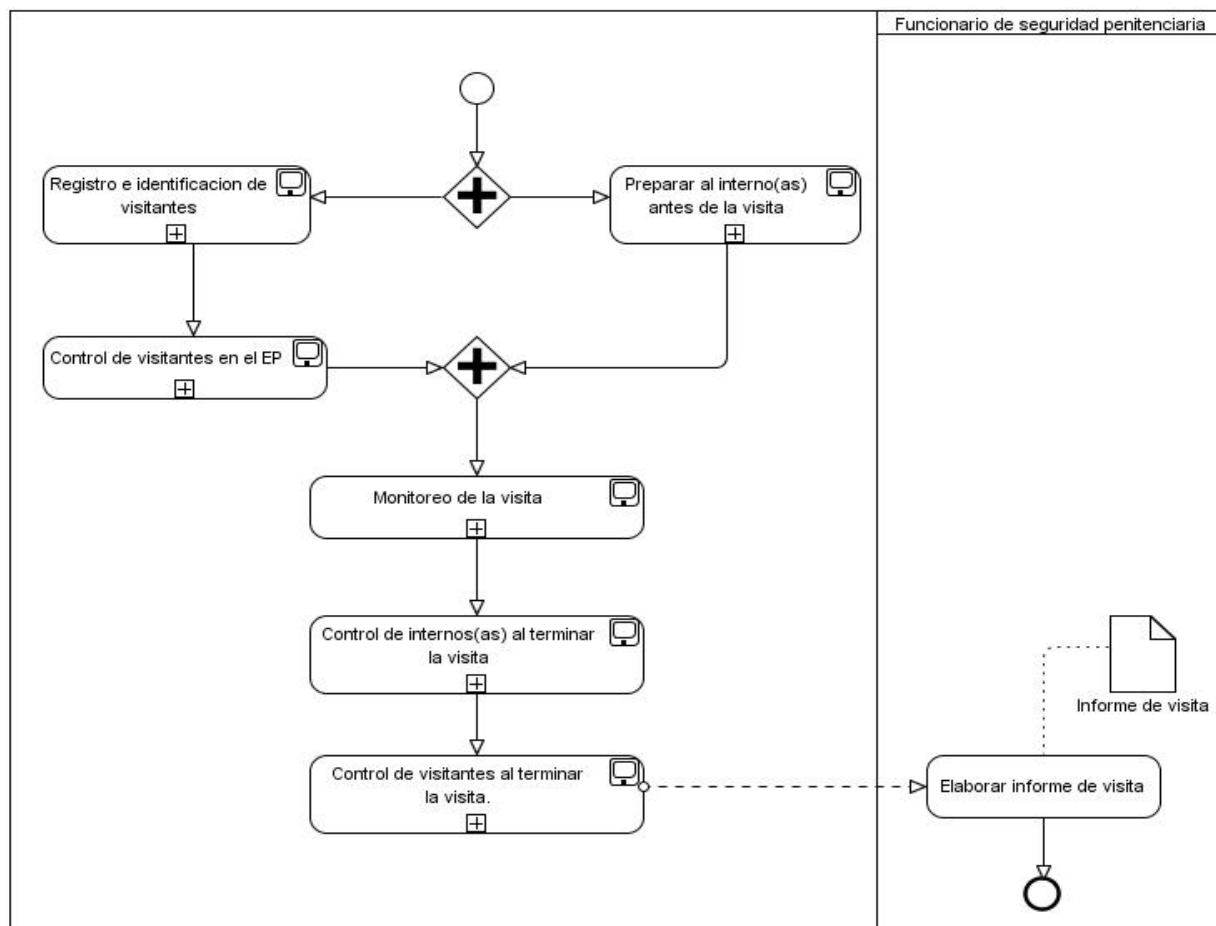 Funcionario de seguridad penitenciaria
Registro e identificacion de
visitantes
Preparar al interno(as)
antes de la visita
Control de visitantes en el EP
Monitoreo de la visita
Control de internos(as) al terminar
la visita
Informe de visita
Control de visitantes al terminar
la visita.
Elaborar informe de visita